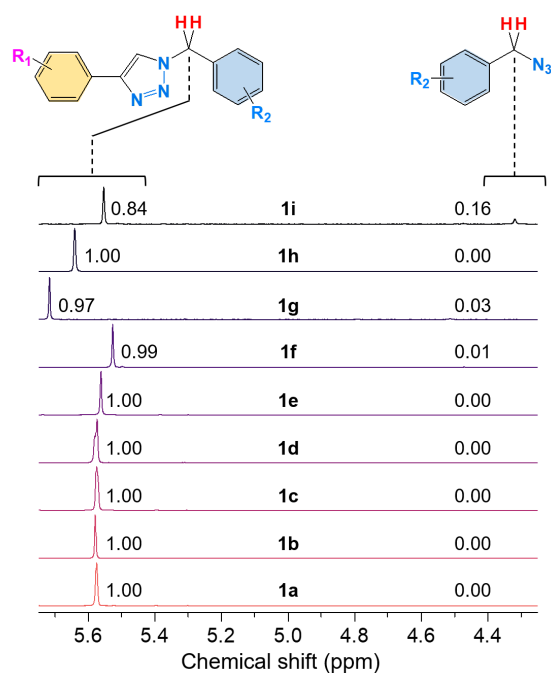 H H
R1
N
N
N
R2
H H
N3
R2
0.84 1i 0.16
1.00 1h 0.00
0.97 1g 0.03
0.99 1f 0.01
1.00 1e 0.00
1.00 1d 0.00
1.00 1c 0.00
1.00 1b 0.00
1.00 1a 0.00
5.6 5.4 5.2 5.0 4.8 4.6 4.4
Chemical shift (ppm)